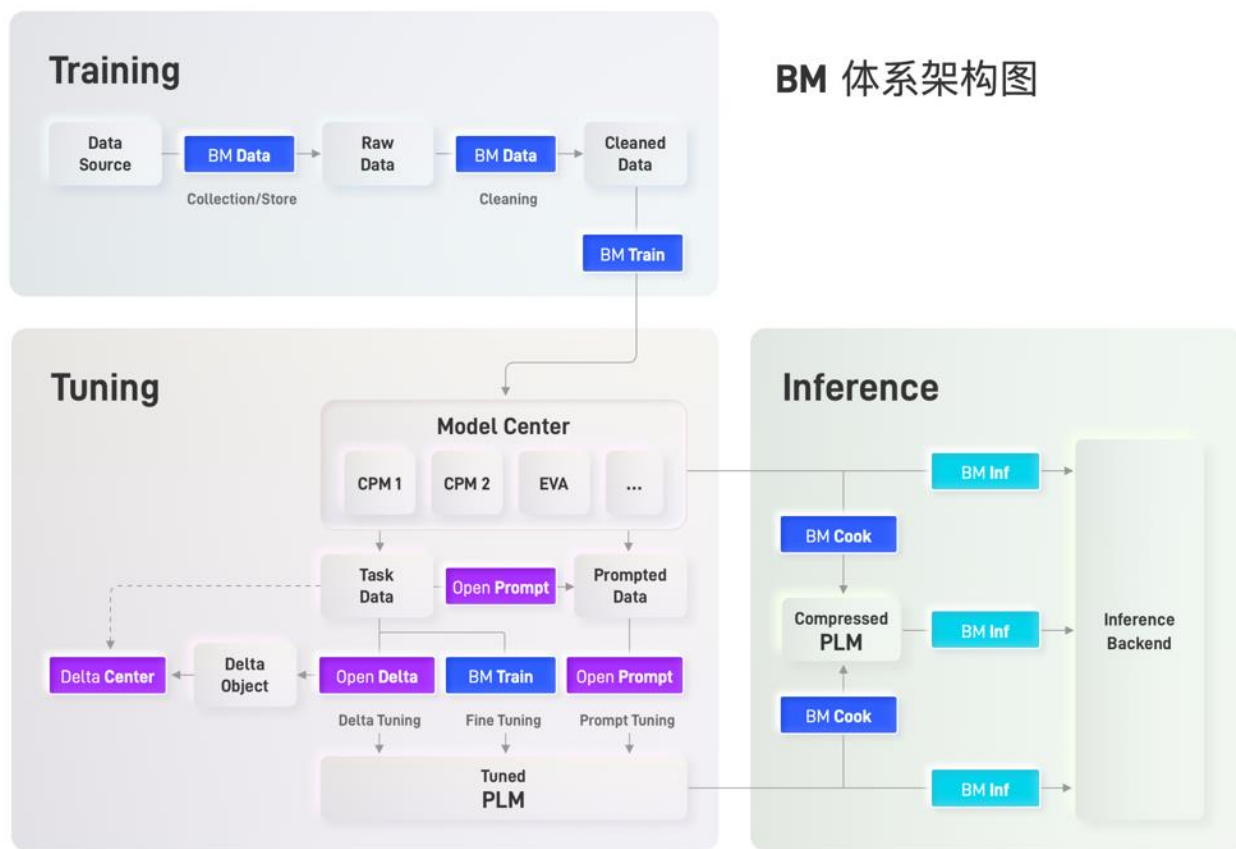 Training
BM 体系架构图
Data
Source
BM Data
Raw
Data
BM Data
Cleaned
Data
Collection/Store
Cleaning
BM Train
Tuning
Model Center
CPM 1
CPM 2
EVA
...
Task
Data
Open Prompt
Prompted
Data
Delta Center
Delta
Object
Open Delta
BM Train
Open Prompt
Delta Tuning
Fine Tuning
Prompt Tuning
Tuned
PLM
Inference
BM Inf
BM Cook
Compressed
PLM
BM Inf
Inference
Backend
BM Cook
BM Inf